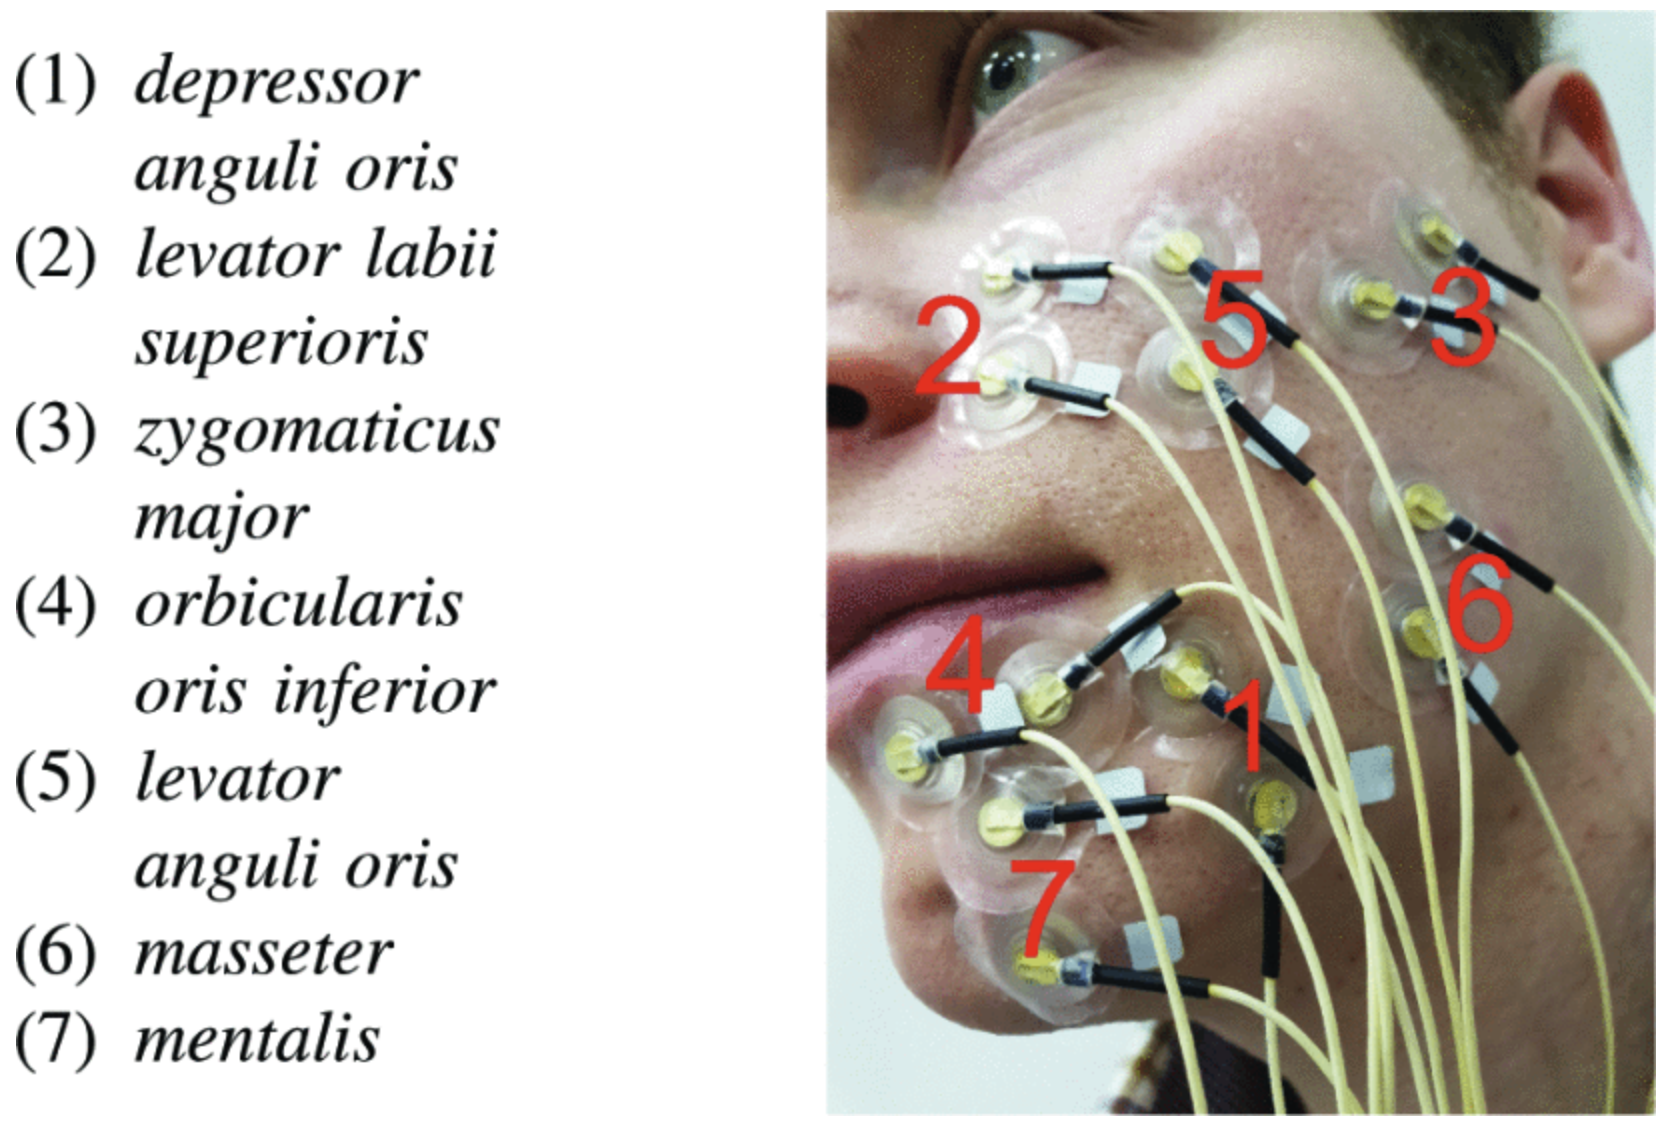 (1) depressor
anguli oris
(2) levator labii
superioris
(3) zygomaticus
major
(4) orbicularis
oris inferior
(5) levator
anguli oris
(6) masseter
(7) mentalis
2
5
3
6
4
1
7